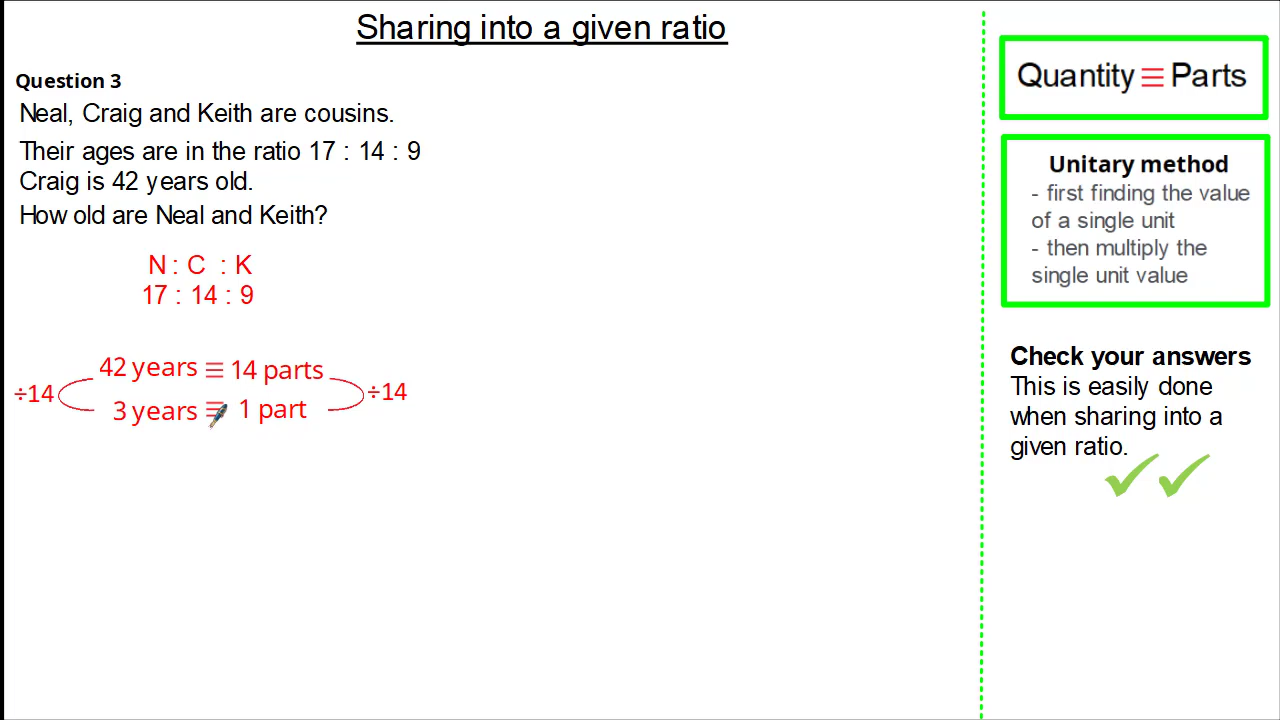 Sharing into a given ratio
Question 3
Neal, Craig and Keith are cousins.
Their ages are in the ratio 17 : 14 : 9
Craig is 42 years old.
How old are Neal and Keith?
N : C : K
17 : 14 : 9
42 years ≡ 14 parts
÷14 ÷14
3 years ≡ 1 part
Quantity ≡ Parts
Unitary method
- first finding the value
of a single unit
- then multiply the
single unit value
Check your answers
This is easily done
when sharing into a
given ratio.